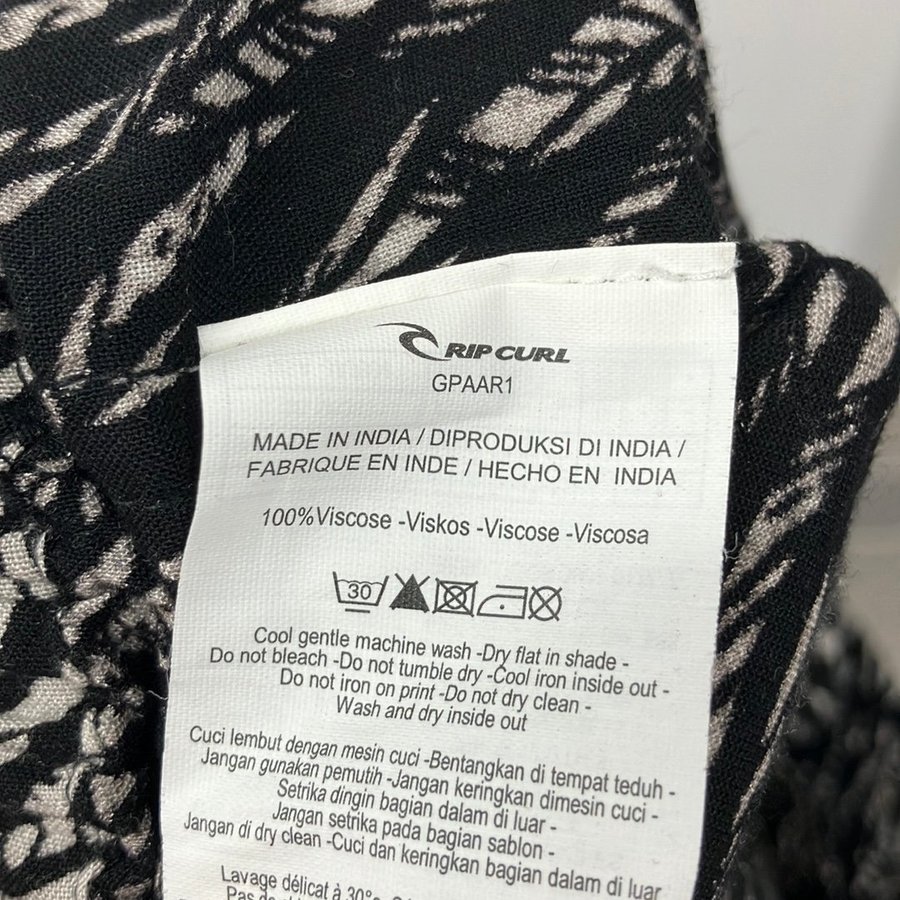 RIP CURL
GPAAR1
MADE IN INDIA / DIPRODUKSI DI INDIA /
FABRIQUE EN INDE / HECHO EN INDIA
100%Viscose -Viskos -Viscose -Viscosa
30
Cool gentle machine wash -Dry flat in shade -
Do not bleach -Do not tumble dry -Cool iron inside out -
Do not iron on print -Do not dry clean -
Wash and dry inside out
Cuci lembut dengan mesin cuci -Bentangkan di tempat teduh -
Jangan gunakan pemutih -Jangan keringkan dimesin cuci -
Setrika dingin bagian dalam di luar -
Jangan setrika pada bagian sablon -
Jangan di dry clean -Cuci dan keringkan bagian dalam di luar
Lavage délicat à 30°
Pas de